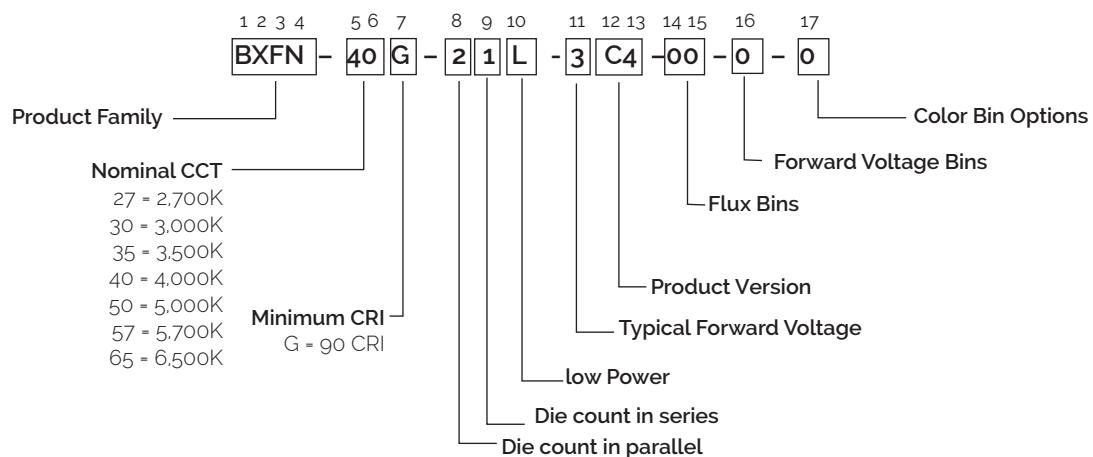 1 2 3 4 5 6 7 8 9 10 11 12 13 14 15 16 17
BXFN – 40 G – 2 1 L - 3 C4 –00 – 0 – 0
Product Family
Color Bin Options
Nominal CCT
27 = 2,700K
30 = 3,000K
35 = 3,500K
40 = 4,000K
50 = 5,000K
57 = 5,700K
65 = 6,500K
Forward Voltage Bins
Flux Bins
Minimum CRI
G = 90 CRI
Product Version
Typical Forward Voltage
low Power
Die count in series
Die count in parallel